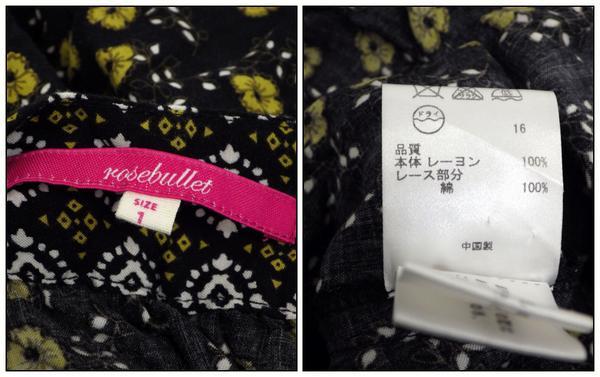 rosebullet
SIZE
1
ドライ
16
品質
本体 レーヨン 100%
レース部分
綿 100%
中国製